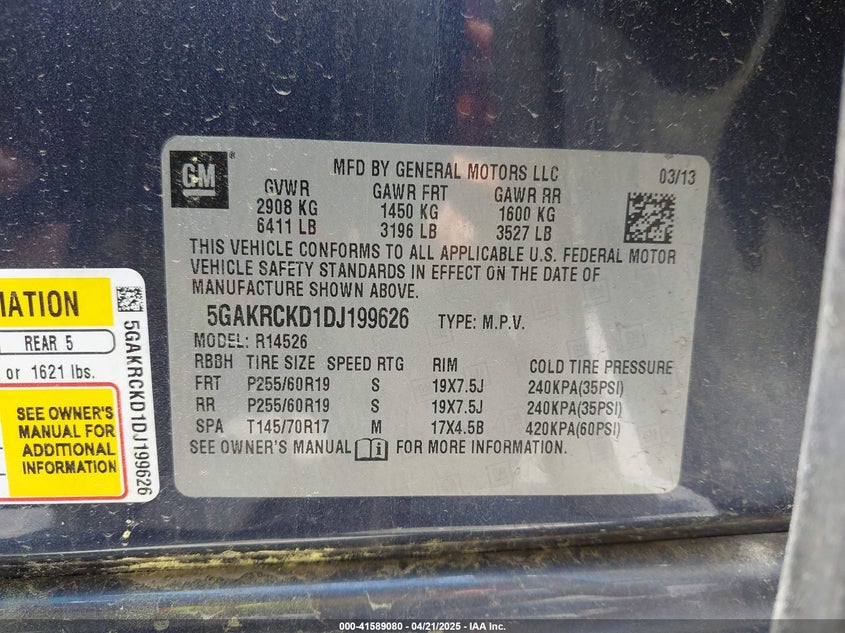 GM
®
MFD BY GENERAL MOTORS LLC
03/13
GVWR GAWR FRT GAWR RR
2908 KG 1450 KG 1600 KG
6411 LB 3196 LB 3527 LB
THIS VEHICLE CONFORMS TO ALL APPLICABLE U.S. FEDERAL MOTOR
VEHICLE SAFETY STANDARDS IN EFFECT ON THE DATE OF
MANUFACTURE SHOWN ABOVE.
5GAKRCKD1DJ199626 TYPE: M.P.V.
MODEL: R14526
RBBH TIRE SIZE SPEED RTG RIM COLD TIRE PRESSURE
FRT P255/60R19 S 19X7.5J 240KPA(35PSI)
RR P255/60R19 S 19X7.5J 240KPA(35PSI)
SPA T145/70R17 M 17X4.5B 420KPA(60PSI)
SEE OWNER'S MANUAL FOR MORE INFORMATION.
MATION
REAR 5
or 1621 lbs.
SEE OWNER'S
MANUAL FOR
ADDITIONAL
INFORMATION
5GAKRCKD1DJ199626
000-41589080 - 04/21/2025 - IAA Inc.